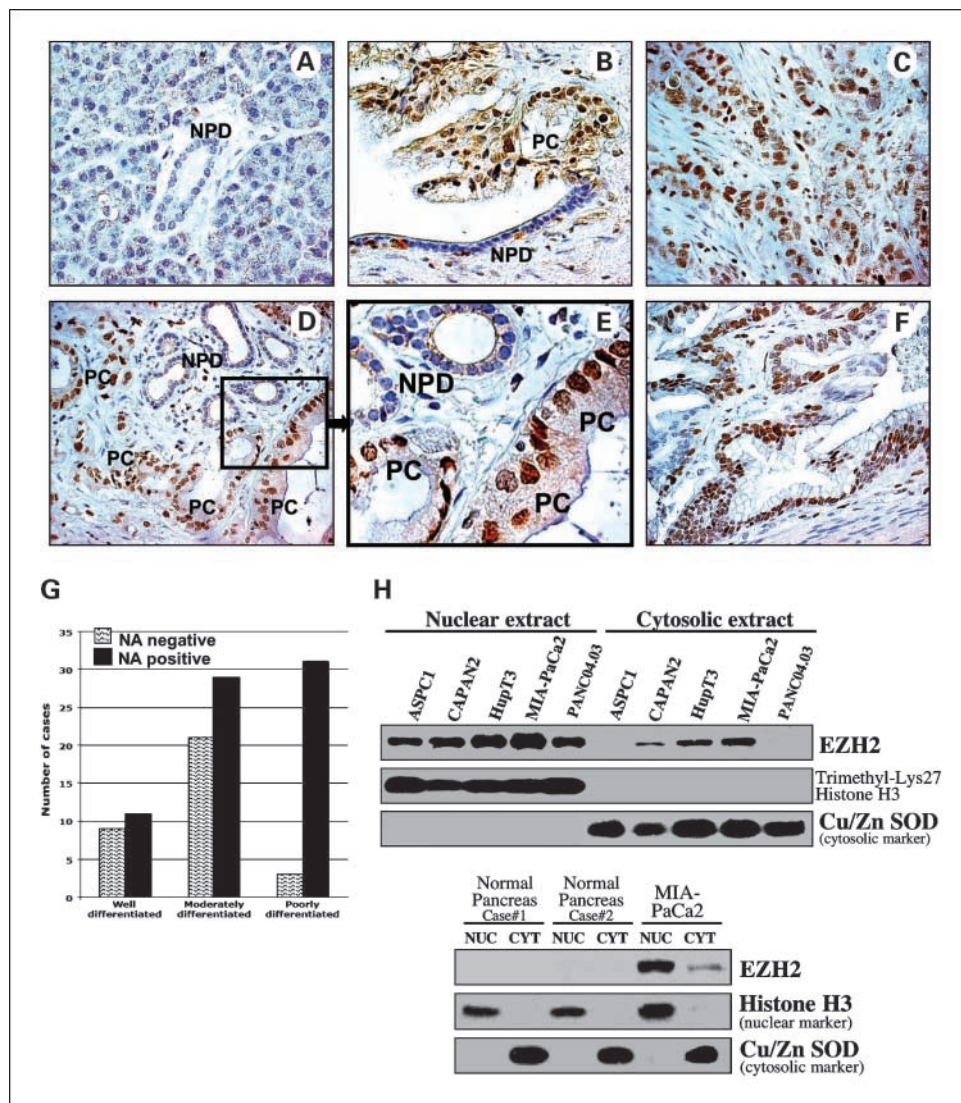 A
NPD
B
PC
NPD
C
D
NPD
PC
PC
PC
PC
E
NPD
PC
PC
PC
F
G
NA negative
NA positive
Number of cases
35
30
25
20
15
10
5
0
Well differentiated
Moderately differentiated
Poorly differentiated
H
Nuclear extract Cytosolic extract
ASPC1 CAPAN2 HupT3 MIA-PaCa2 PANC04.03 ASPC1 CAPAN2 HupT3 MIA-PaCa2 PANC04.03
EZH2
Trimethyl-Lys27
Histone H3
Cu/Zn SOD
(cytosolic marker)
Normal Pancreas Case#1
Normal Pancreas Case#2
MIA-PaCa2
NUC CYT NUC CYT NUC CYT
EZH2
Histone H3
(nuclear marker)
Cu/Zn SOD
(cytosolic marker)